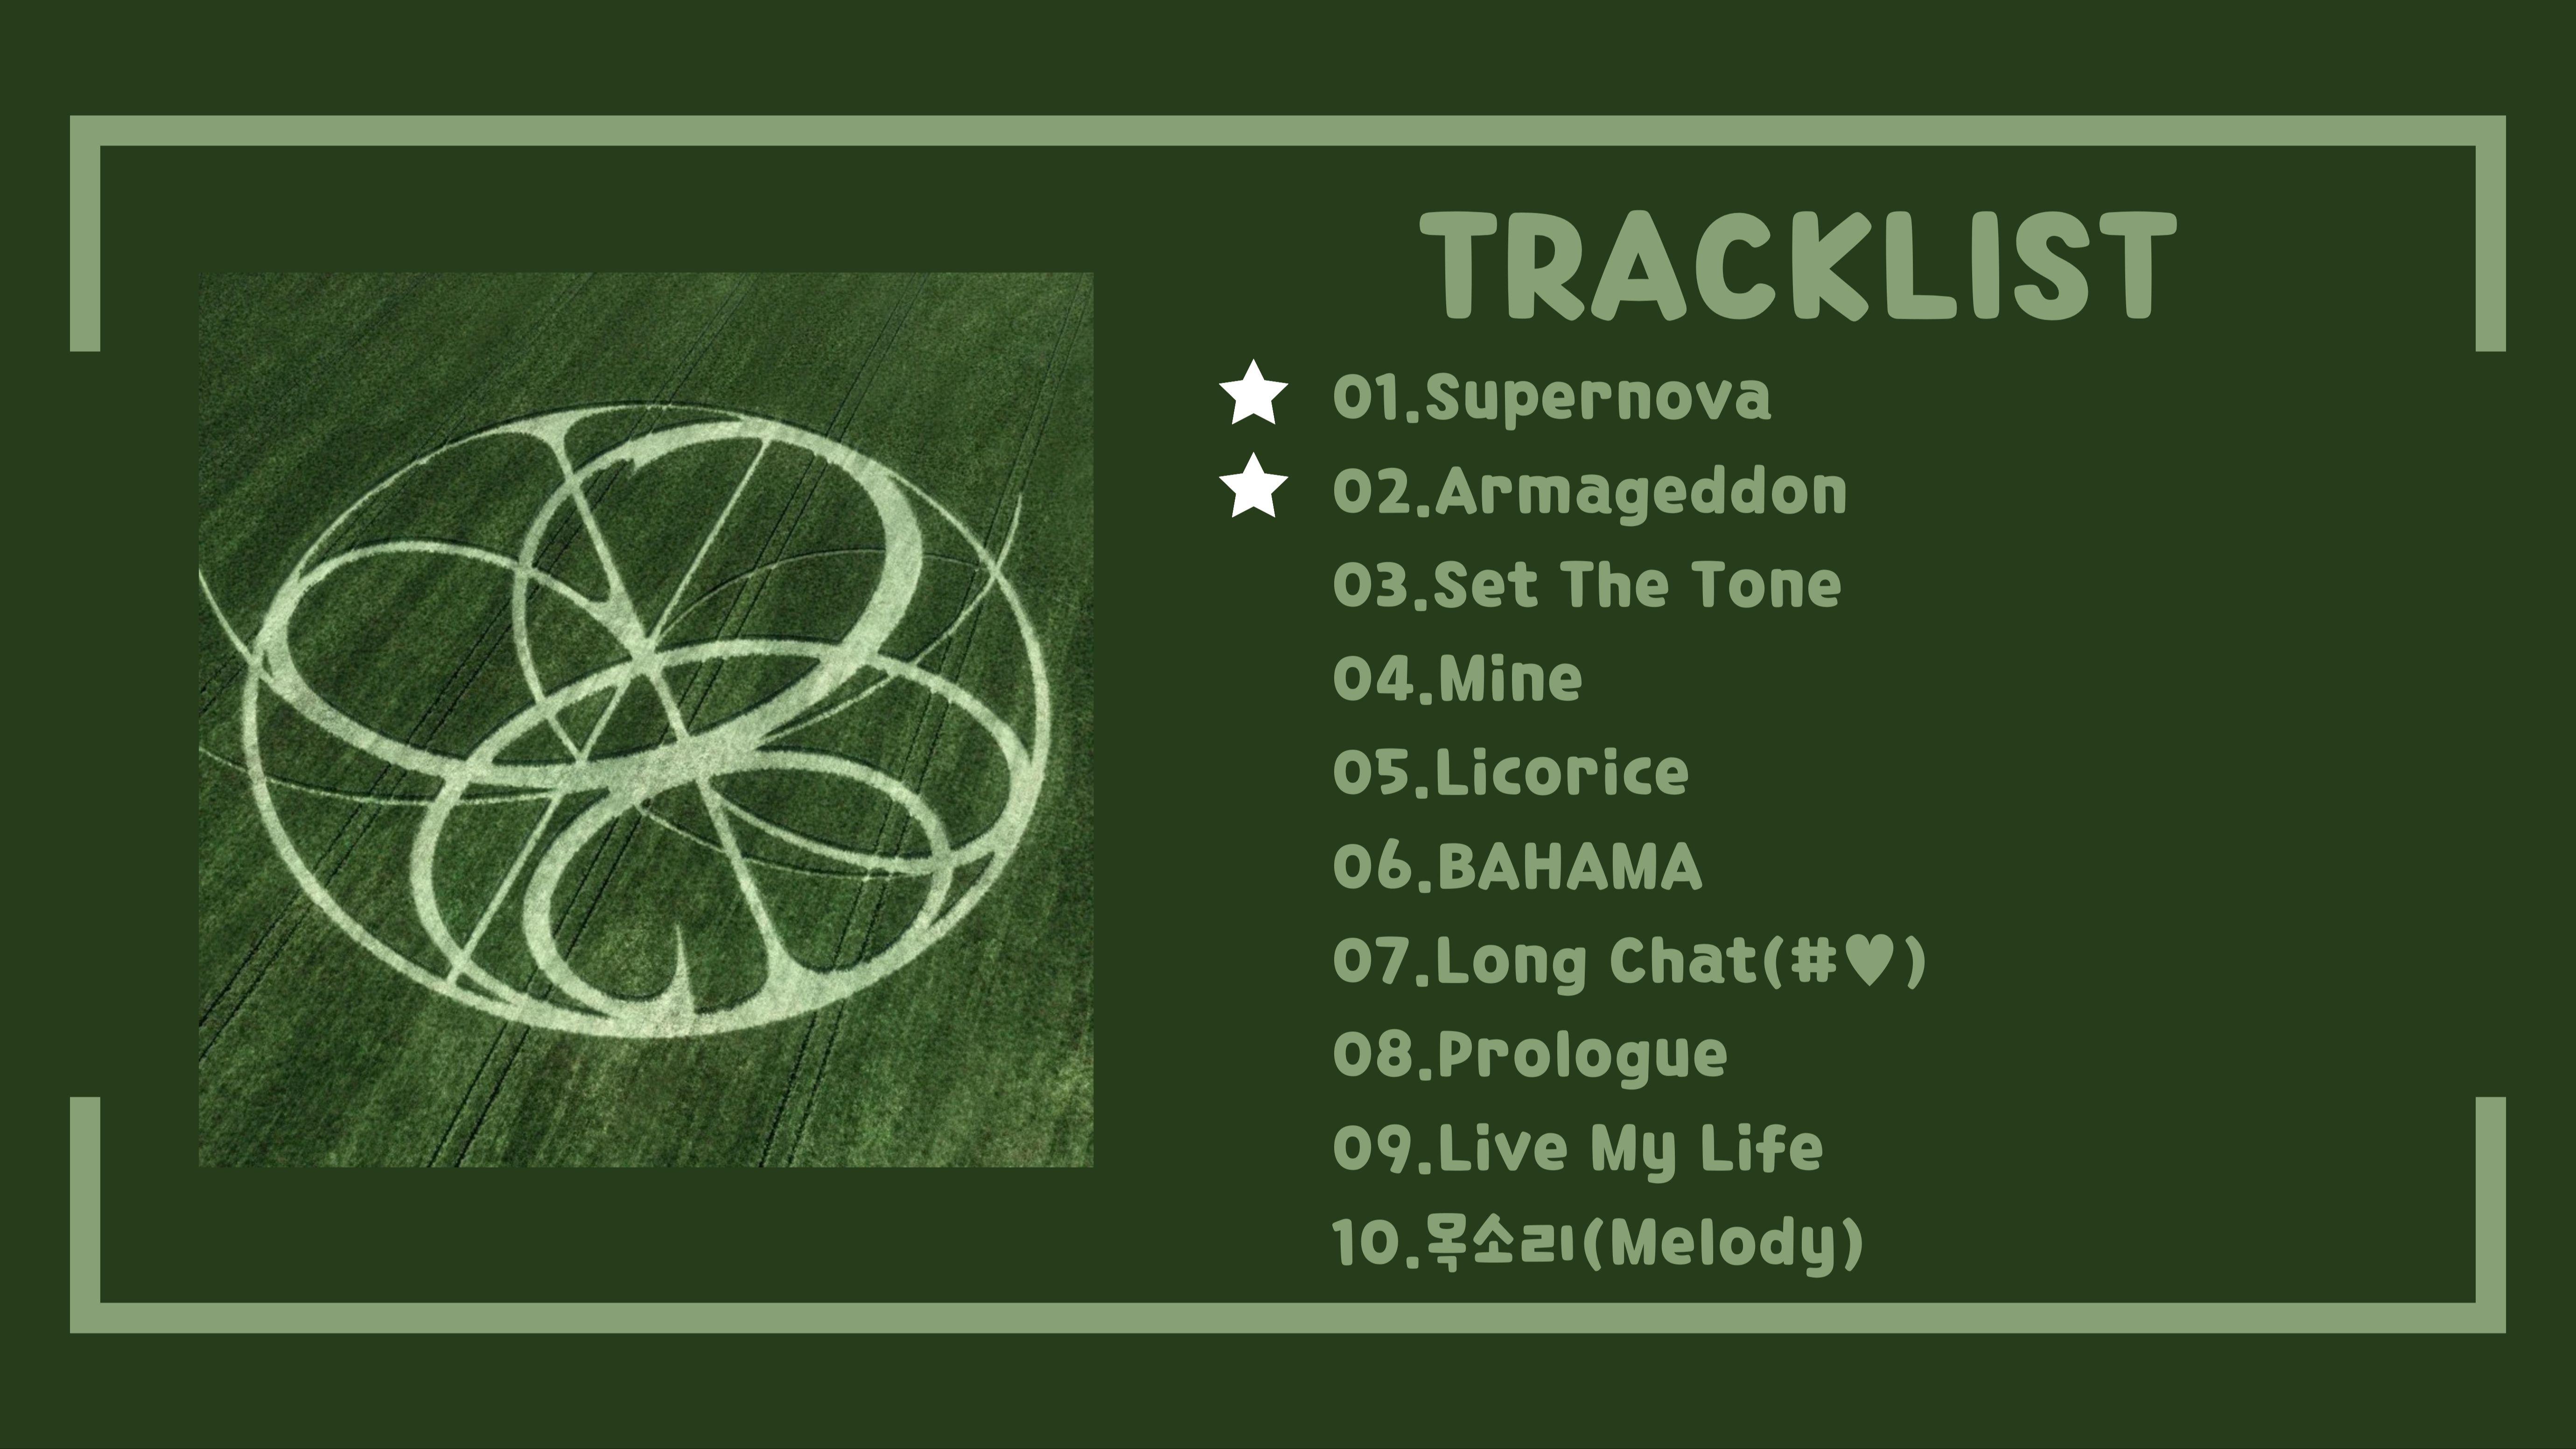 TRACKLIST
01.Supernova
02.Armageddon
03.Set The Tone
04.Mine
05.Licorice
06.BAHAMA
07.Long Chat(#♥)
08.Prologue
09.Live My Life
10.목소리(Melody)